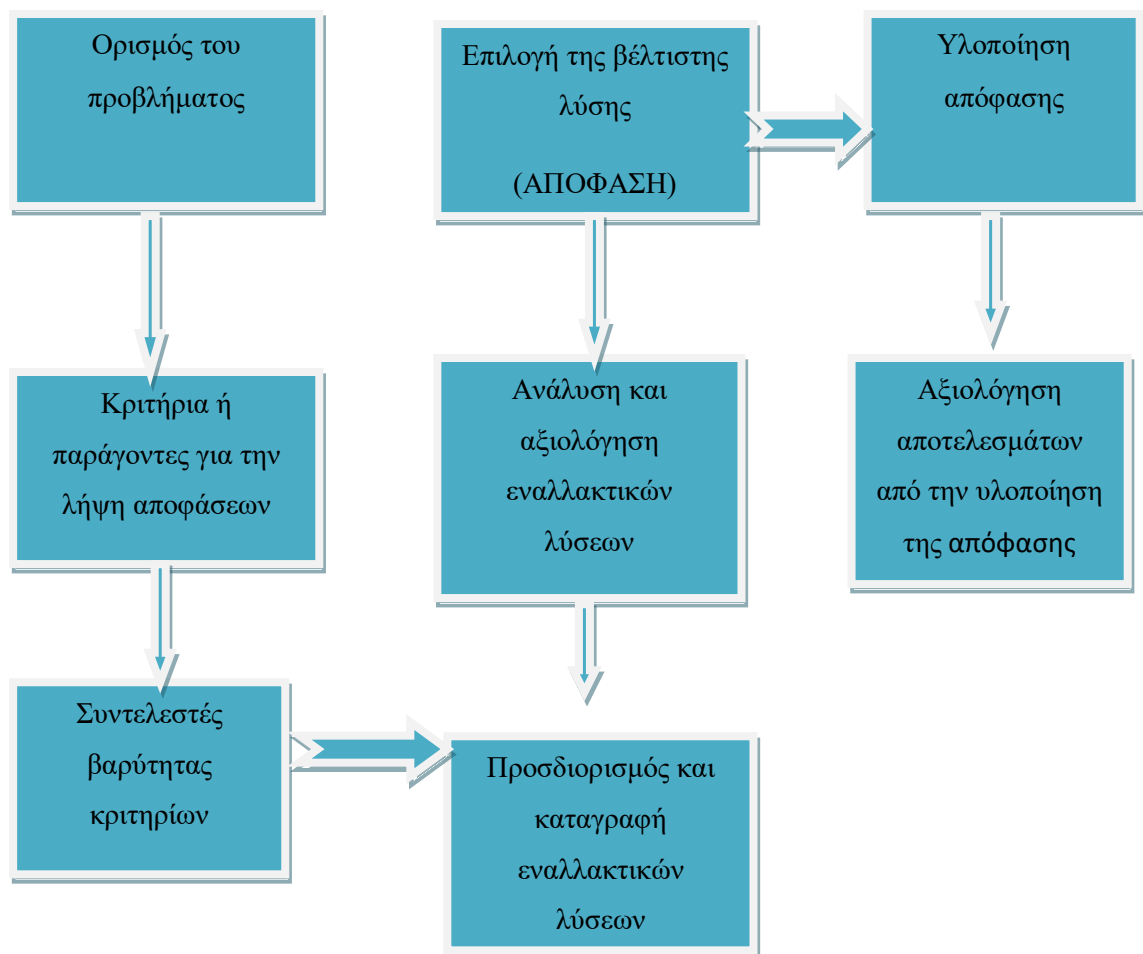 Ορισμός του
προβλήματος
Κριτήρια ή
παράγοντες για την
λήψη αποφάσεων
Συντελεστές
βαρύτητας
κριτηρίων
Επιλογή της βέλτιστης
λύσης
(ΑΠΟΦΑΣΗ)
Ανάλυση και
αξιολόγηση
εναλλακτικών
λύσεων
Προσδιορισμός και
καταγραφή
εναλλακτικών
λύσεων
Υλοποίηση
απόφασης
Αξιολόγηση
αποτελεσμάτων
από την υλοποίηση
της απόφασης